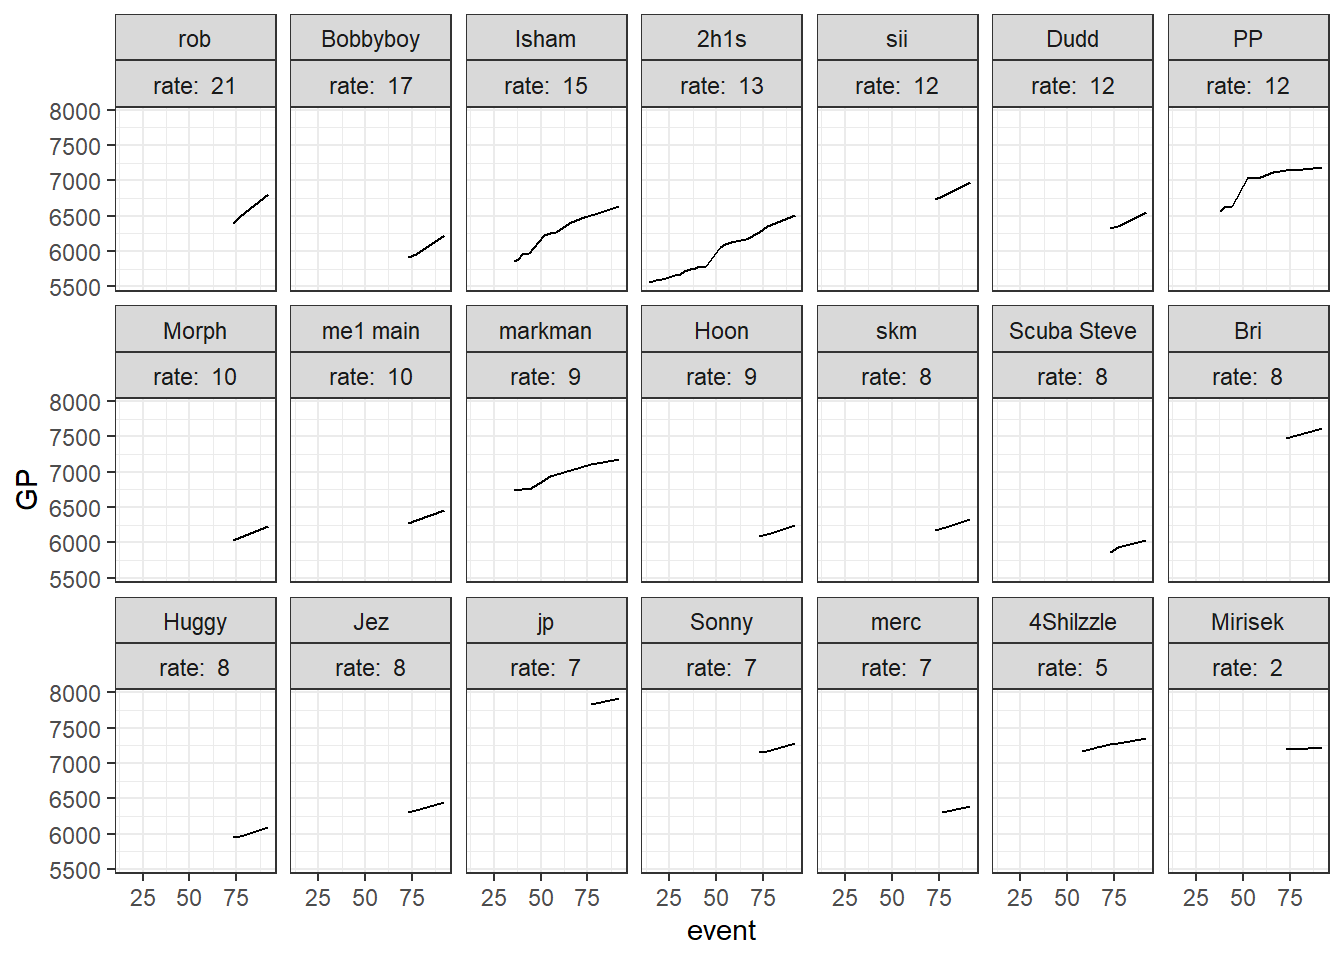 rob Bobbyboy Isham 2h1s sii Dudd PP
rate: 21 rate: 17 rate: 15 rate: 13 rate: 12 rate: 12 rate: 12
8000
7500
7000
6500
6000
5500
Morph me1 main markman Hoon skm Scuba Steve Bri
rate: 10 rate: 10 rate: 9 rate: 9 rate: 8 rate: 8 rate: 8
8000
7500
7000
6500
6000
5500
GP
Huggy Jez jp Sonny merc 4Shilzzle Mirisek
rate: 8 rate: 8 rate: 7 rate: 7 rate: 7 rate: 5 rate: 2
8000
7500
7000
6500
6000
5500
25 50 75 25 50 75 25 50 75 25 50 75 25 50 75 25 50 75 25 50 75
event